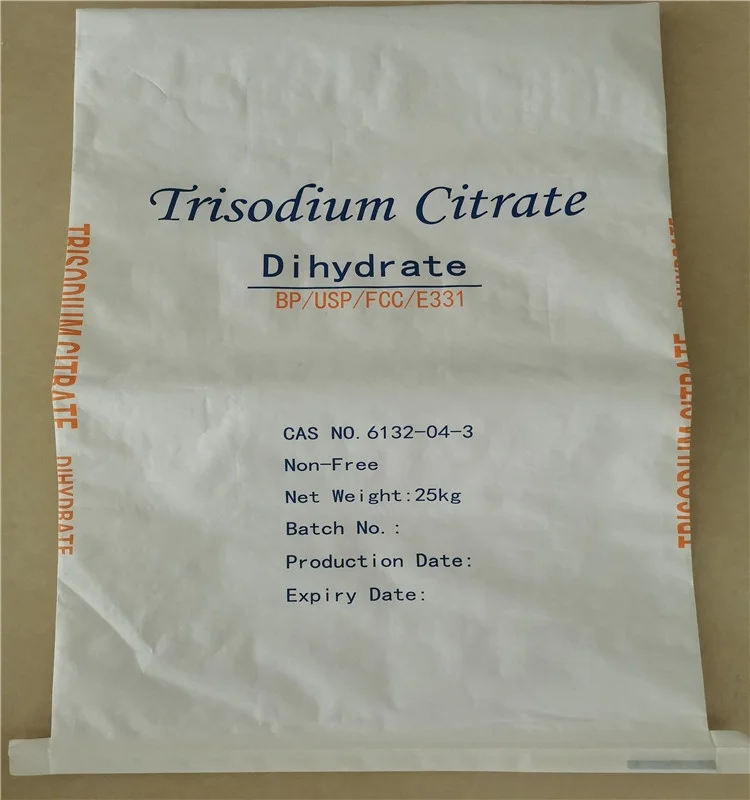 Trisodium Citrate
Dihydrate
BP/USP/FCC/E331
CAS NO. 6132-04-3
Non-Free
Net Weight:25kg
Batch No.:
Production Date:
Expiry Date:
TRISODIUM CITRATE DIHYDRATE
TRISODIUM CITRATE